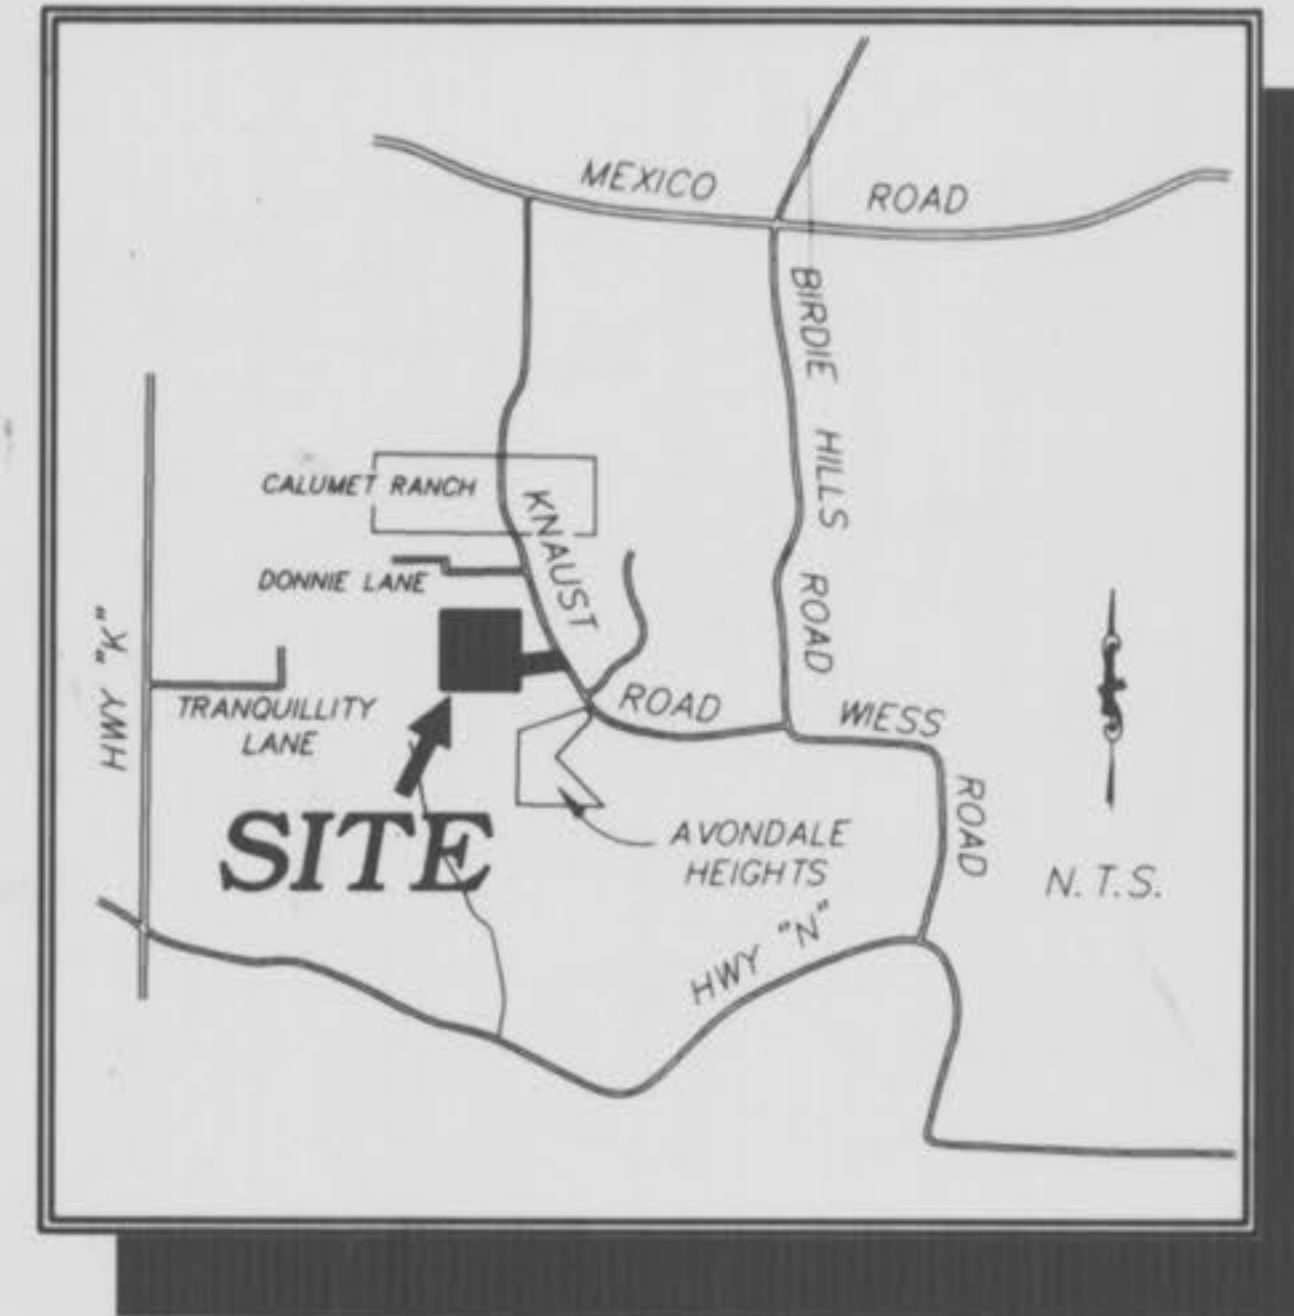 MEXICO ROAD
BIRDIE HILLS ROAD
CALUMET RANCH
KNAUST ROAD
DONNIE LANE
HWY "K"
TRANQUILLITY
LANE
WIESS ROAD
SITE
AVONDALE
HEIGHTS
N.T.S.
HWY "N"